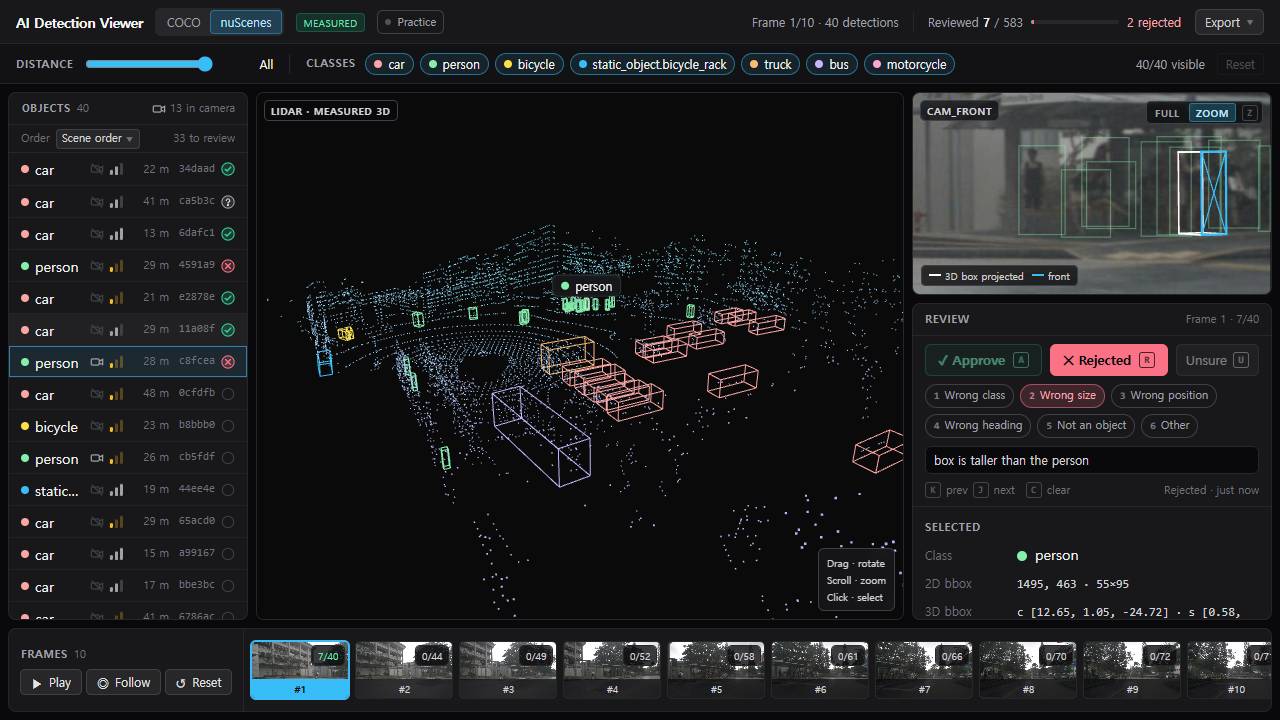 AI Detection Viewer
COCO
nuScenes
MEASURED
Practice
Frame 1/10 · 40 detections
Reviewed 7 / 583
2 rejected
Export
DISTANCE
All
CLASSES
car
person
bicycle
static_object.bicycle_rack
truck
bus
motorcycle
40/40 visible
Reset
OBJECTS 40
13 in camera
Order Scene order
33 to review
car 22 m 34daad
car 41 m ca5b3c
car 13 m 6dafc1
person 29 m 4591a9
car 21 m e2878e
car 29 m 11a08f
person 28 m c8fcea
car 48 m 0cfdfb
bicycle 23 m b8bbb0
person 26 m cb5fdf
static... 19 m 44ee4e
car 29 m 65acd0
car 15 m a99167
car 17 m bbe3bc
car 41 m 6786ac
LIDAR · MEASURED 3D
person
Drag · rotate
Scroll · zoom
Click · select
CAM_FRONT
FULL
ZOOM
Z
3D box projected
front
REVIEW
Frame 1 · 7/40
✓ Approve A
✕ Rejected R
Unsure U
1 Wrong class
2 Wrong size
3 Wrong position
4 Wrong heading
5 Not an object
6 Other
box is taller than the person
K prev J next C clear
Rejected · just now
SELECTED
Class person
2D bbox 1495, 463 · 55×95
3D bbox c [12.65, 1.05, -24.72] · s [0.58,
FRAMES 10
Play
Follow
Reset
7/40
#1
0/44
#2
0/49
#3
0/52
#4
0/58
#5
0/61
#6
0/66
#7
0/70
#8
0/72
#9
#10